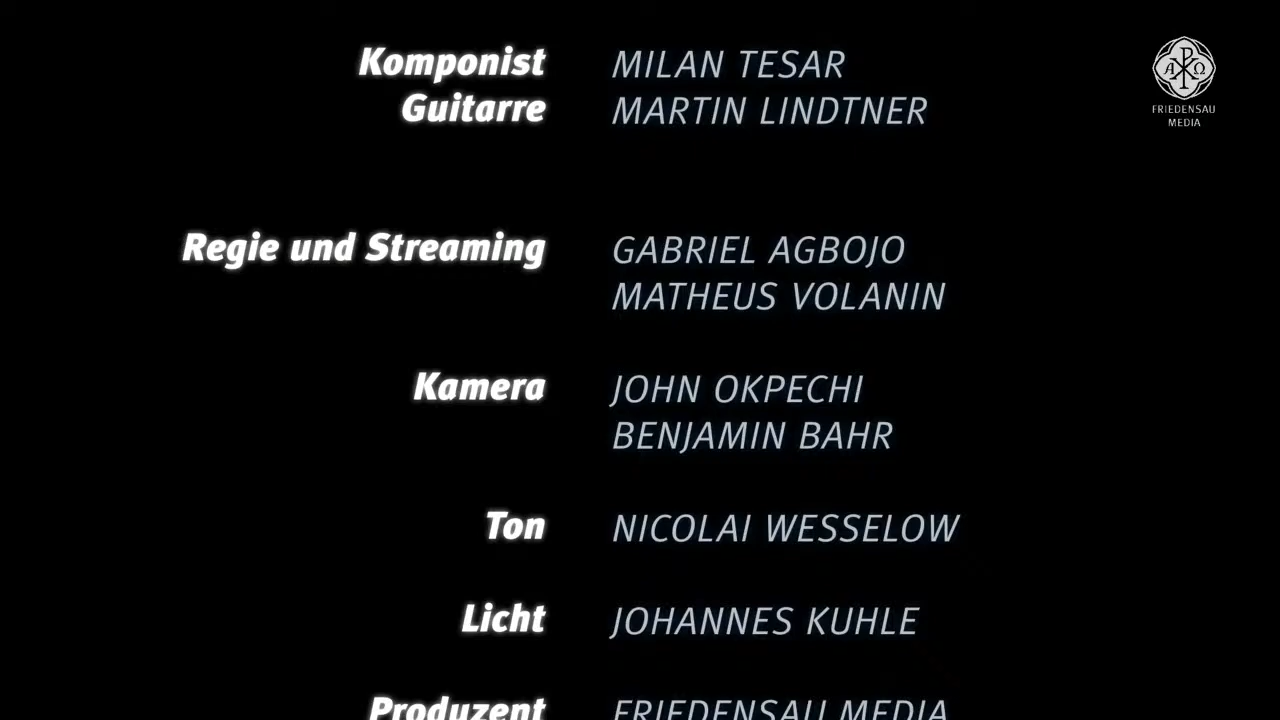 Komponist MILAN TESAR
Guitarre MARTIN LINDTNER
Regie und Streaming GABRIEL AGBOJO
MATHEUS VOLANIN
Kamera JOHN OKPECHI
BENJAMIN BAHR
Ton NICOLAI WESSELOW
Licht JOHANNES KUHLE
Produzent FRIEDENSAU MEDIA
Α Ρ Ω
FRIEDENSAU
MEDIA